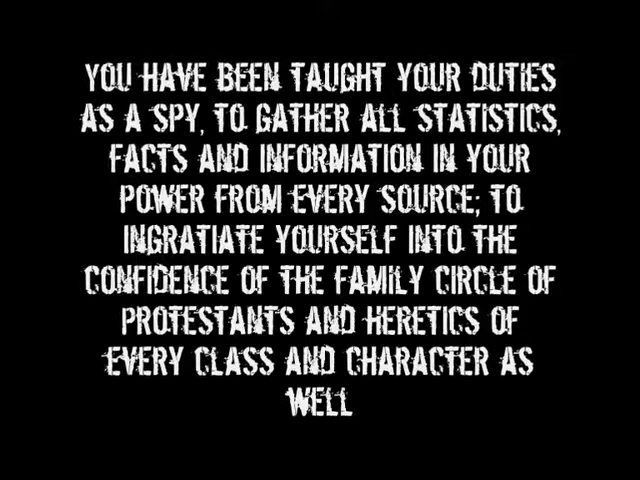 YOU HAVE BEEN TAUGHT YOUR DUTIES
AS A SPY, TO GATHER ALL STATISTICS,
FACTS AND INFORMATION IN YOUR
POWER FROM EVERY SOURCE; TO
INGRATIATE YOURSELF INTO THE
CONFIDENCE OF THE FAMILY CIRCLE OF
PROTESTANTS AND HERETICS OF
EVERY CLASS AND CHARACTER AS
WELL